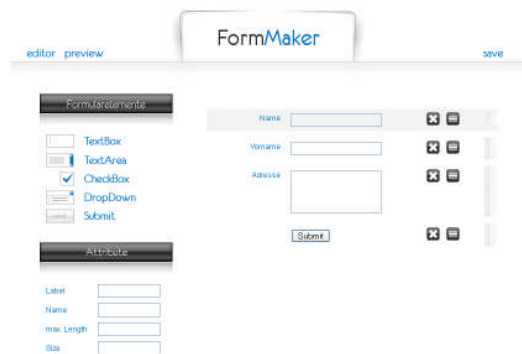 FormMaker
editor preview
save
Formularelemente
TextBox
TextArea
CheckBox
DropDown
Submit
Attribute
Label
Name
max. Length
Size
Name
Vorname
Adresse
Submit